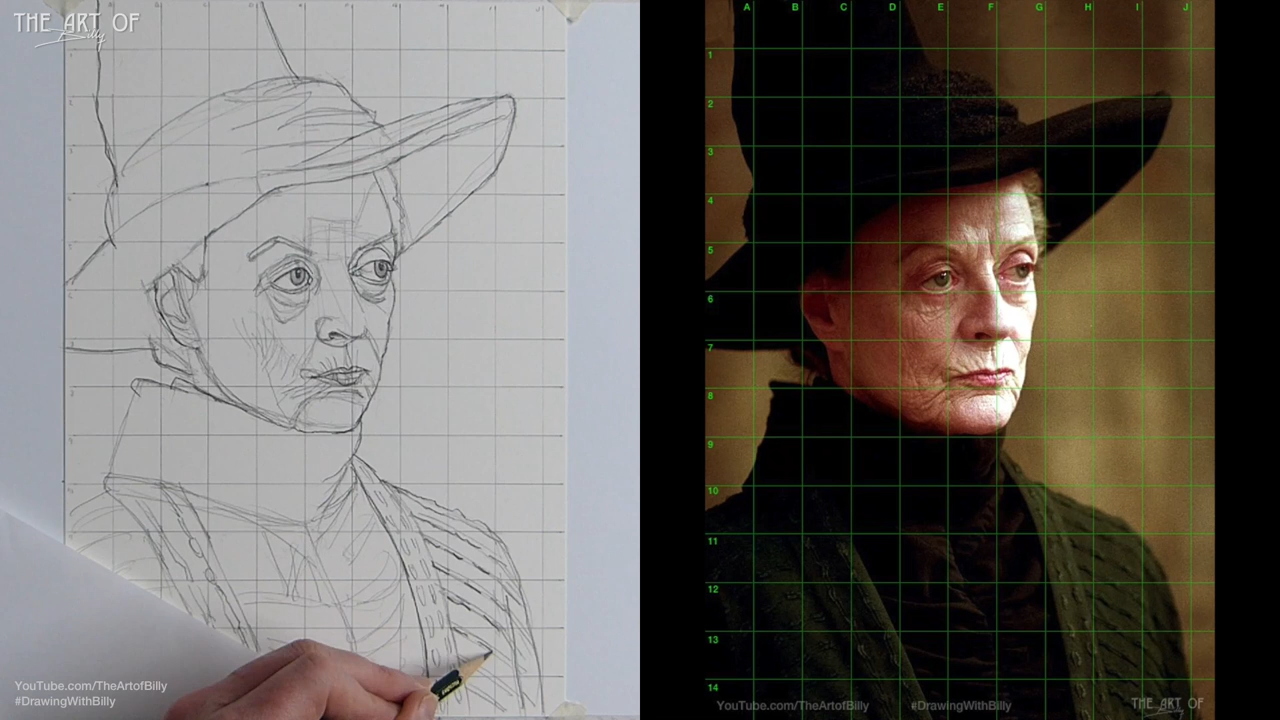 THE ART OF
Billy
YouTube.com/TheArtofBilly
#DrawingWithBilly
A B C D E F G H I J
1
2
3
4
5
6
7
8
9
10
11
12
13
14
YouTube.com/TheArtofBilly #DrawingWithBilly
THE ART OF